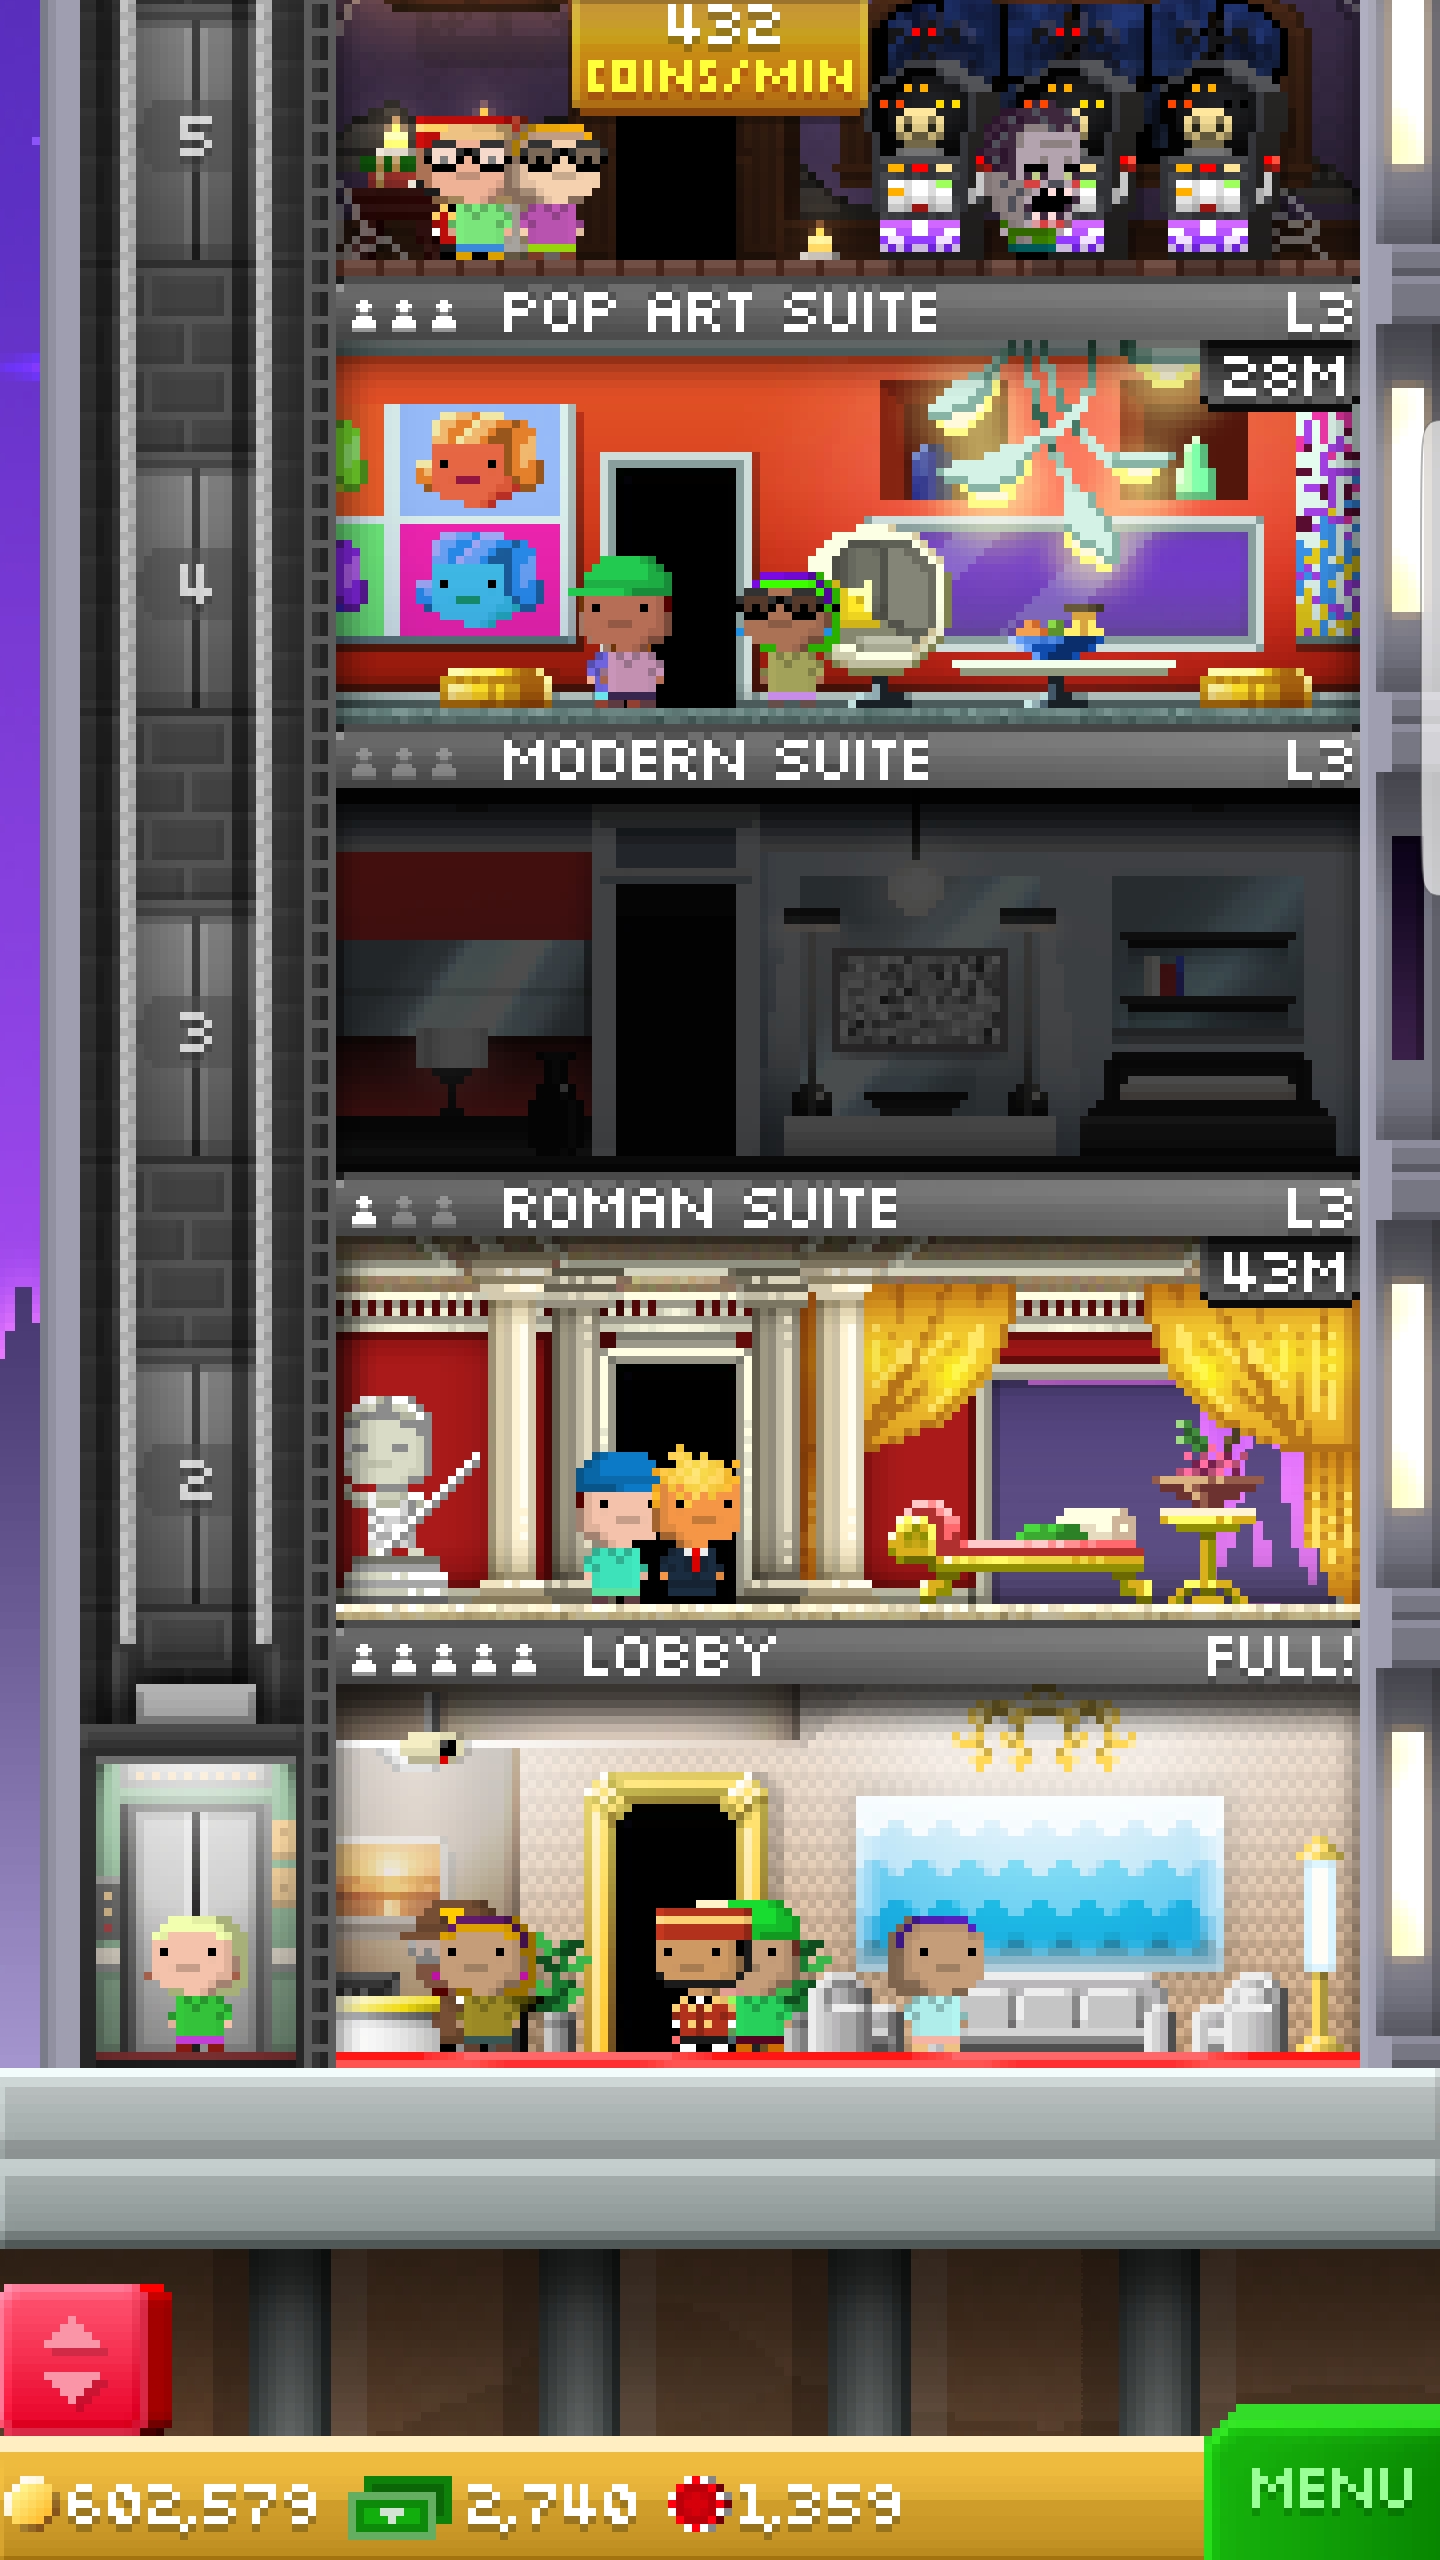 432
COINS/MIN
5
POP ART SUITE L3
28M
4
MODERN SUITE L3
3
ROMAN SUITE L3
43M
2
LOBBY FULL!
602,579 2,740 1,359
MENU